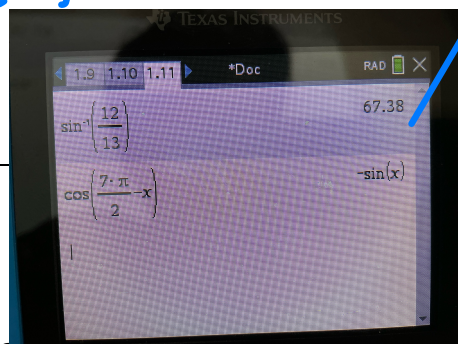 TEXAS INSTRUMENTS
1.9 1.10 1.11 *Doc RAD
sin⁻¹(12/13) 67.38
cos(7·π/2-x) -sin(x)